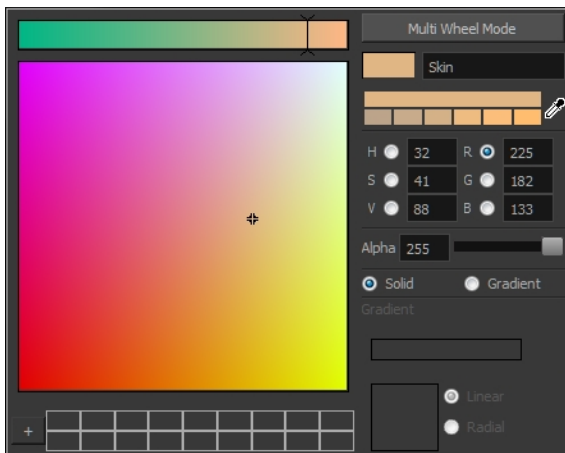 Multi Wheel Mode
Skin
H 32 R 225
S 41 G 182
V 88 B 133
Alpha 255
Solid Gradient
Gradient
Linear
+
Radial